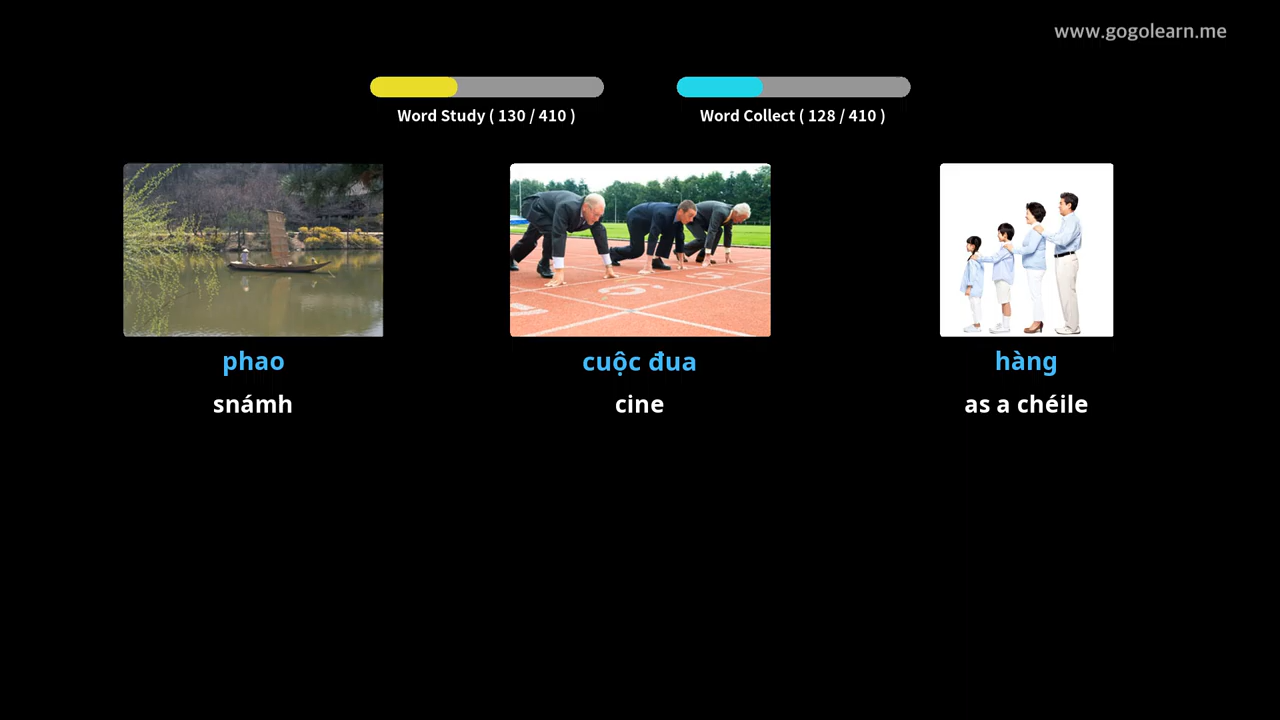 www.gogolearn.me
Word Study ( 130 / 410 )
Word Collect ( 128 / 410 )
phao
cuộc đua
hàng
snámh
cine
as a chéile